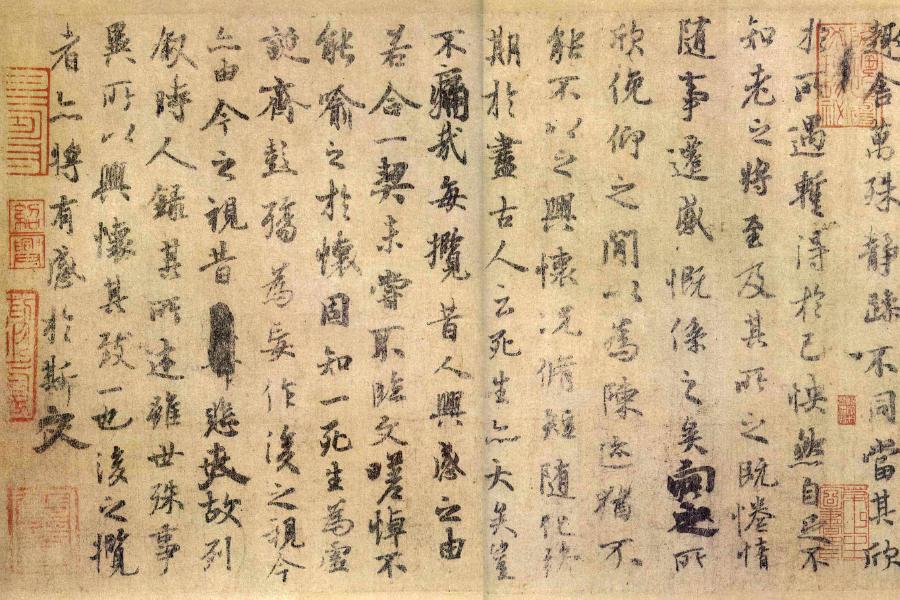 趣舍萬殊靜躁不同當其欣
於所遇暫得於己怏然自足不
知老之將至及其所之既惓情
隨事遷感慨係之矣向之所
欣俛仰之閒以為陳迹猶不
能不以之興懷況脩短隨化終
期於盡古人云死生亦大矣豈
不痛哉每攬昔人興感之由
若合一契未嘗不臨文嗟悼不
能喻之於懷固知一死生為虛
誕齊彭殤為妄作後之視今
亦由今之視昔悲夫故列
敘時人錄其所述雖世殊事
異所以興懷其致一也後之攬
者亦將有感於斯文
紹興